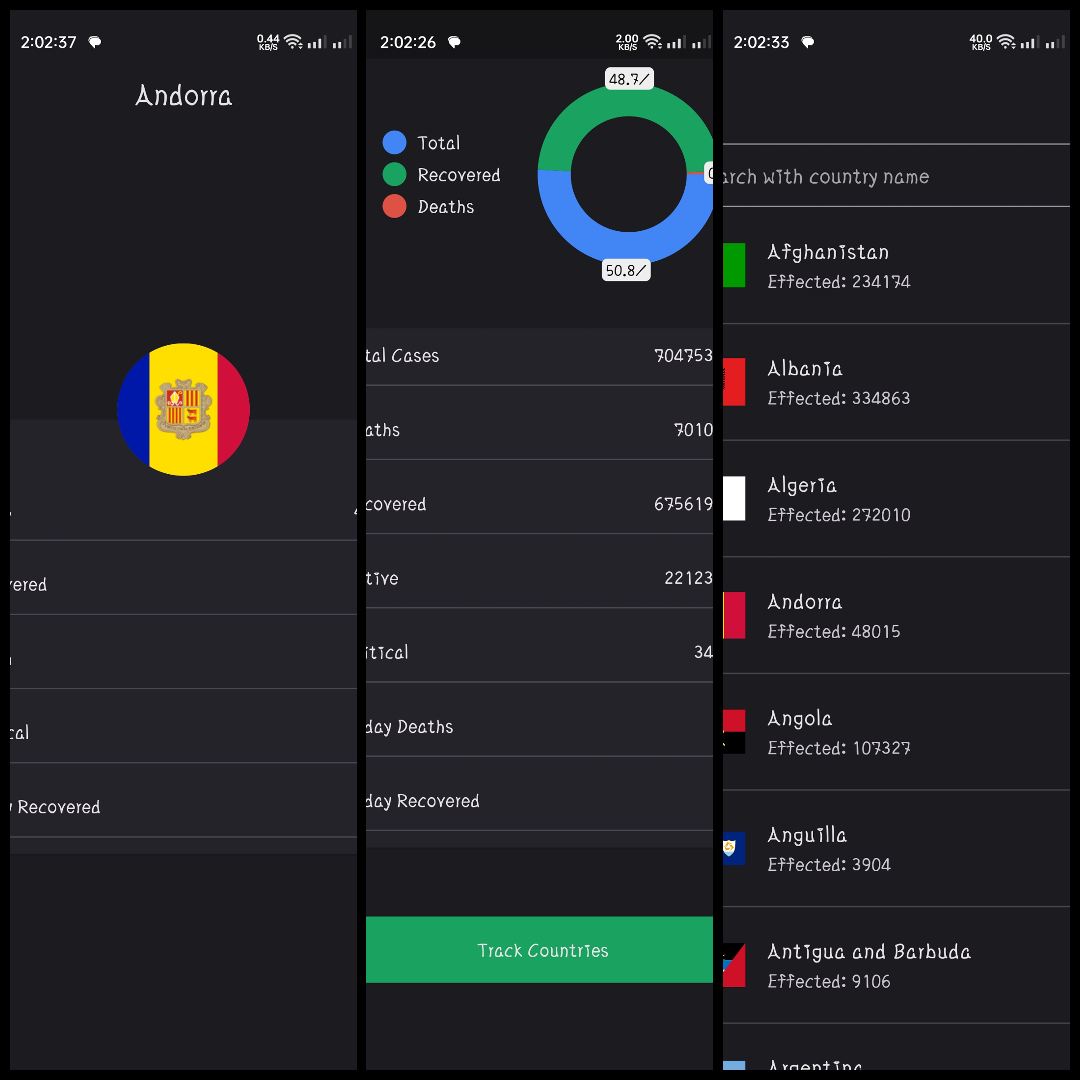 2:02:37
0.44
KB/S
Andorra
vered
cal
Recovered
2:02:26
2.00
KB/S
48.7%
Total
Recovered
Deaths
50.8%
tal Cases 704753
aths 7010
covered 675619
tive 22123
itical 34
day Deaths
day Recovered
Track Countries
2:02:33
40.0
KB/S
arch with country name
Afghanistan
Effected: 234174
Albania
Effected: 334863
Algeria
Effected: 272010
Andorra
Effected: 48015
Angola
Effected: 107327
Anguilla
Effected: 3904
Antigua and Barbuda
Effected: 9106
Argentina